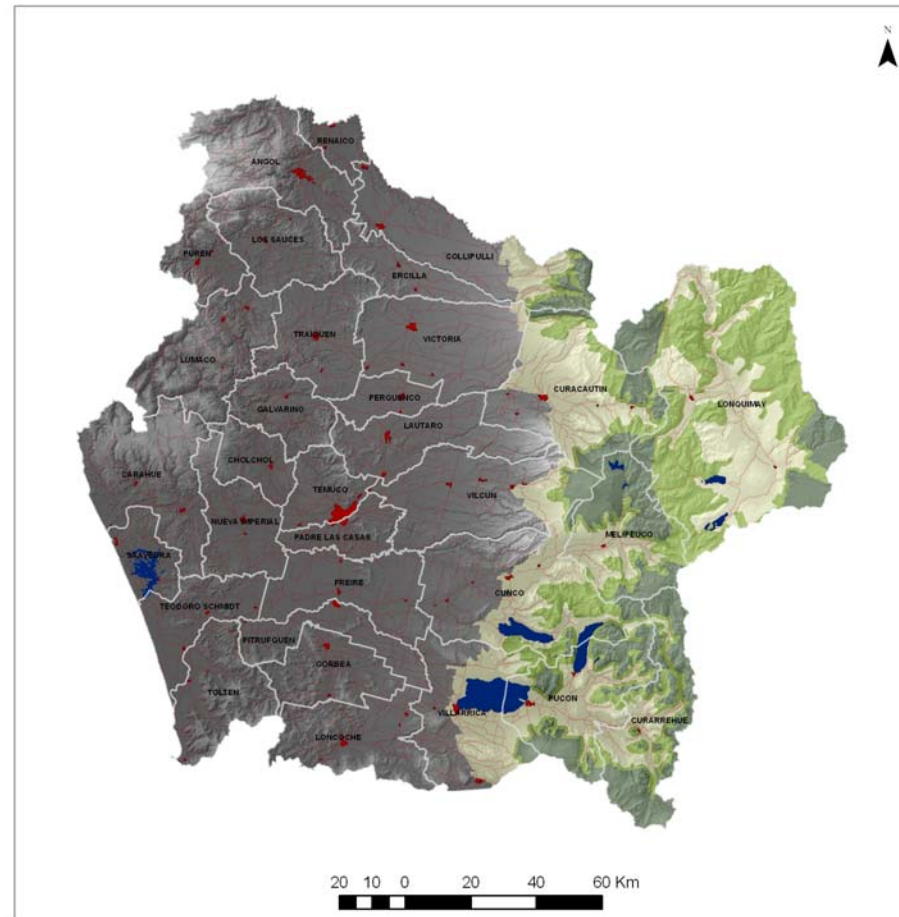 N
RENAICO
ANGOL
LOS SAUCES
COLLIPULLI
PUREN
ERCILLA
TRAIGUEN
VICTORIA
LUMACO
CURACAUTIN
PERQUENCO
LONQUIMAY
GALVARINO
LAUTARO
CHOLCHOL
CARAHUE
TEMUCO
VILCUN
NUEVA IMPERIAL
MELIPEUCO
PADRE LAS CASAS
SAAVEDRA
FREIRE
CUNCO
TEODORO SCHMIDT
PITRUFQUEN
GORBEA
TOLTEN
PUCON
VILLARRICA
CURARREHUE
LONCOCHE
20 10 0 20 40 60 Km